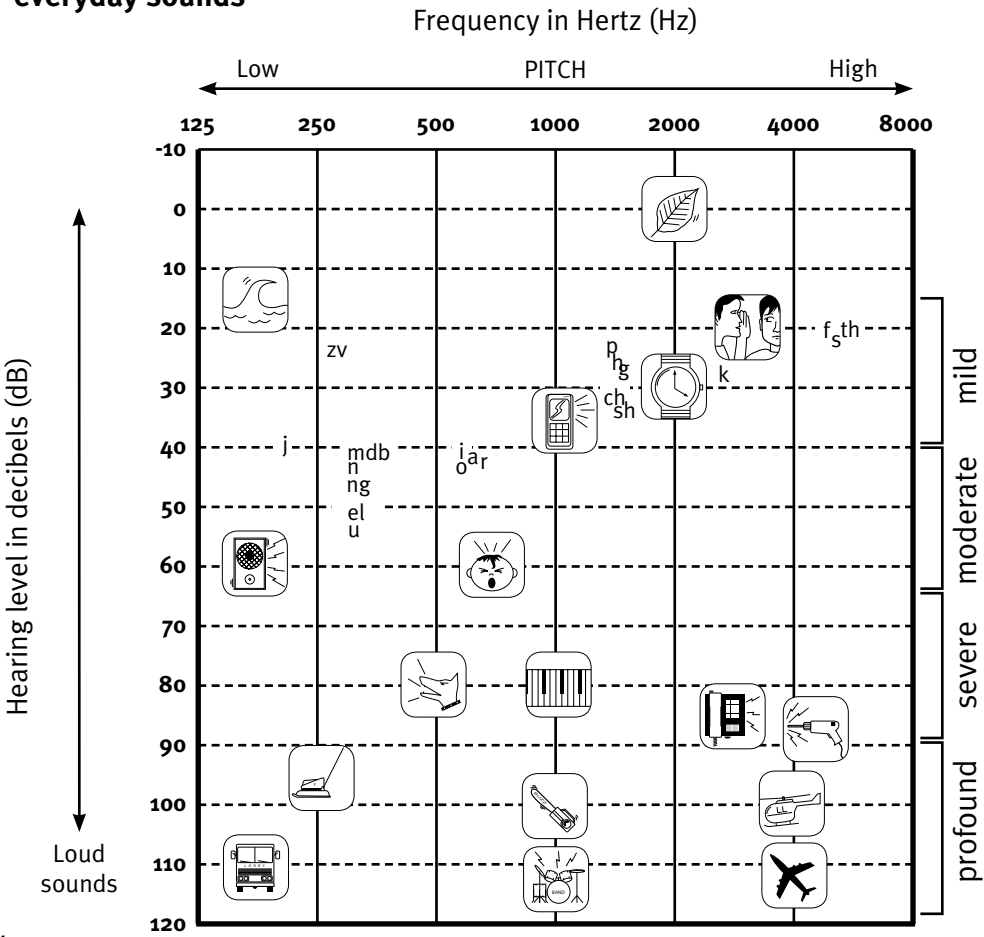 everyday sounds
Frequency in Hertz (Hz)
Low PITCH High
125 250 500 1000 2000 4000 8000
-10
0
10
20
30
40
50
60
70
80
90
100
110
120
Hearing level in decibels (dB)
Loud
sounds
zv
j
mdb
n
ng
el
u
i
a
r
o
p
h
g
ch
sh
k
f
s
th
LORRY
BAND
mild
moderate
severe
profound